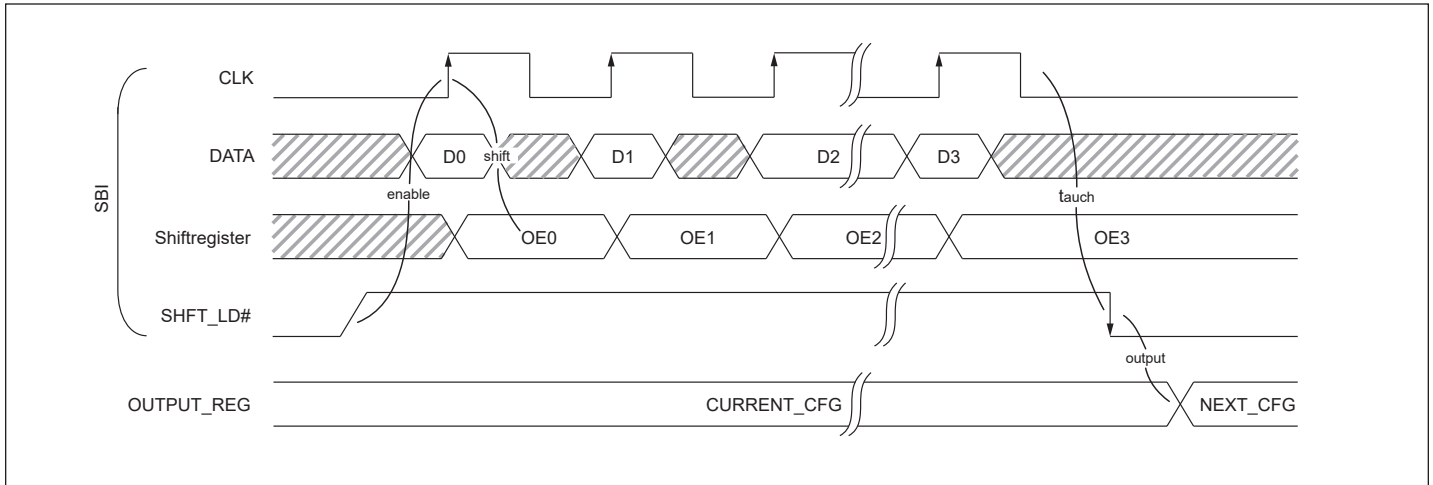 SBI
CLK
DATA D0 shift D1 D2 D3
enable
tauch
Shiftregister OE0 OE1 OE2 OE3
SHFT_LD#
output
OUTPUT_REG CURRENT_CFG NEXT_CFG